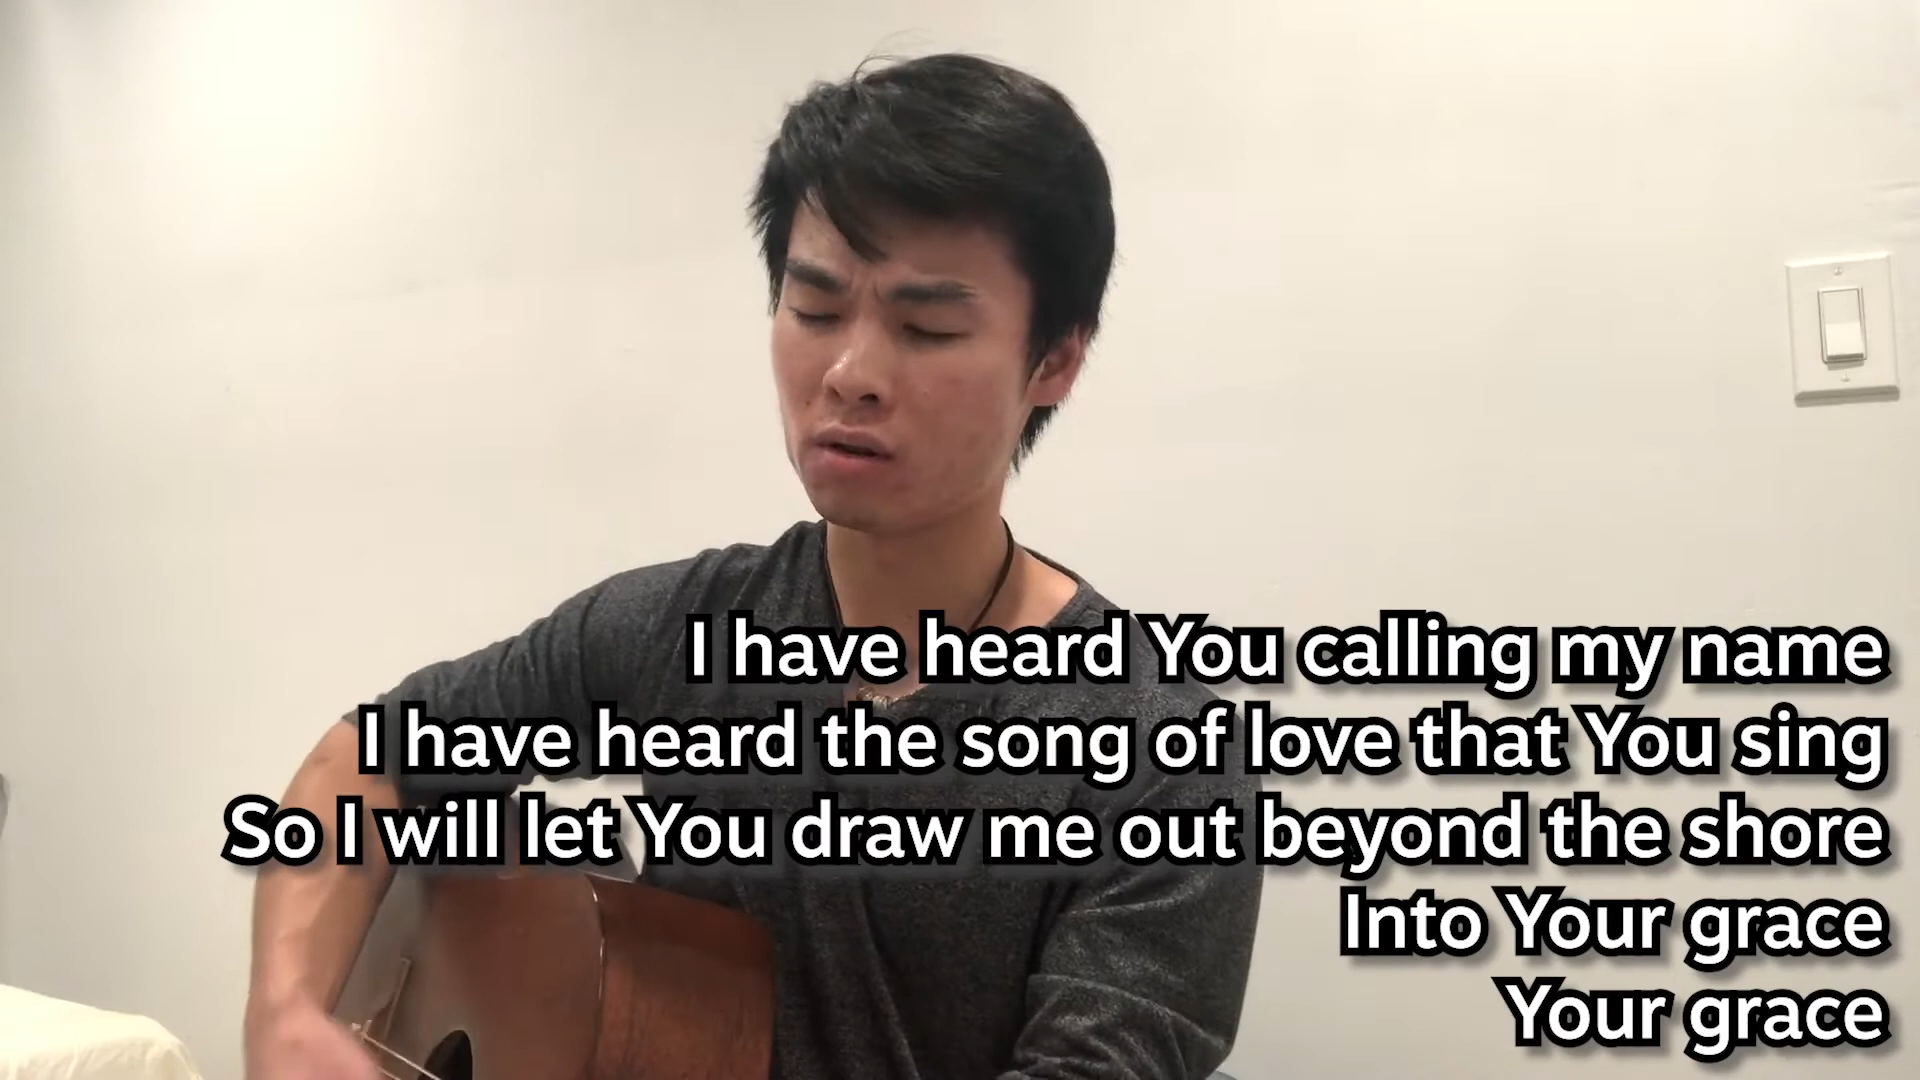 I have heard You calling my name
I have heard the song of love that You sing
So I will let You draw me out beyond the shore
Into Your grace
Your grace